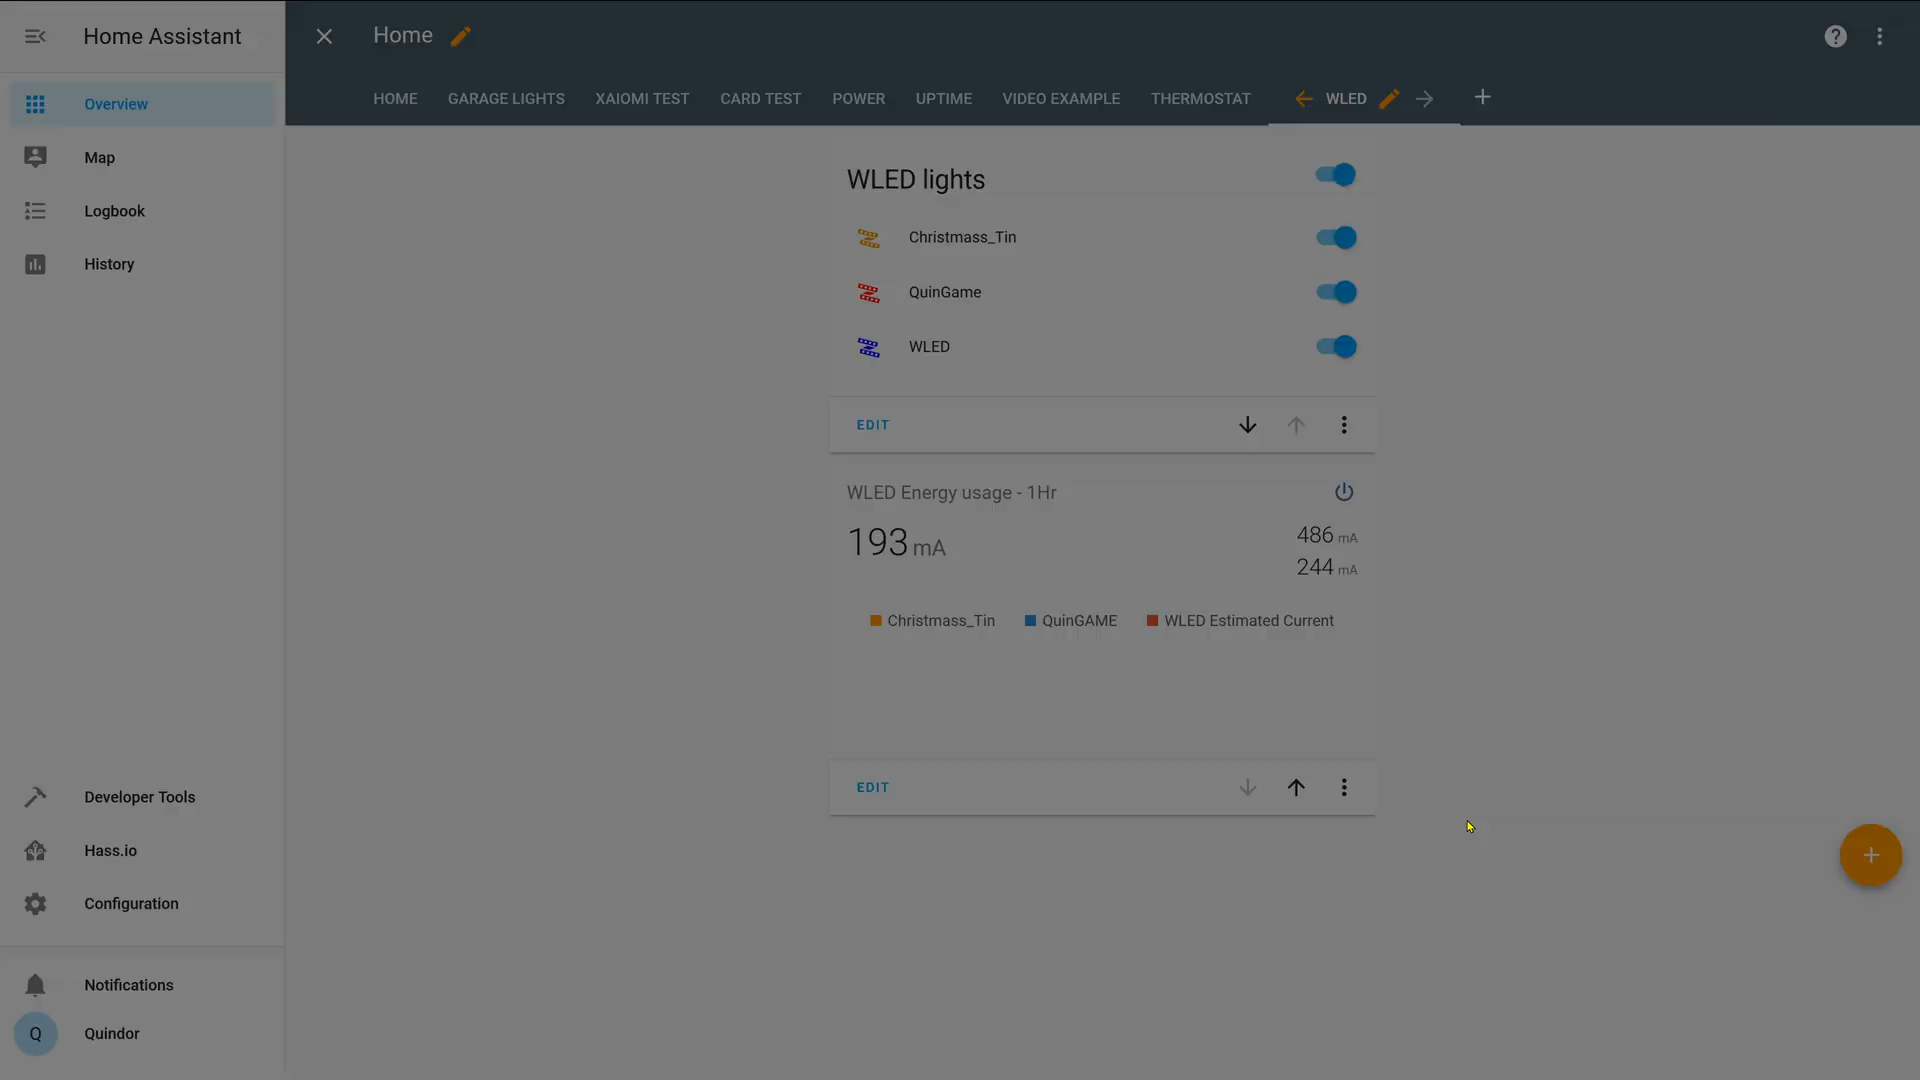 Home Assistant
Overview
Map
Logbook
History
Developer Tools
Hass.io
Configuration
Notifications
Q
Quindor
Home
HOME GARAGE LIGHTS XAIOMI TEST CARD TEST POWER UPTIME VIDEO EXAMPLE THERMOSTAT WLED
WLED lights
Christmass_Tin
QuinGame
WLED
EDIT
WLED Energy usage - 1Hr
193 mA
486 mA
244 mA
Christmass_Tin QuinGAME WLED Estimated Current
EDIT